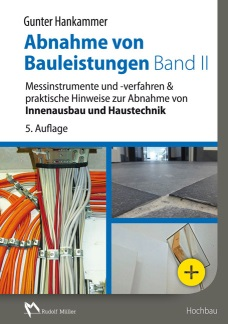 Gunter Hankammer
Abnahme von
Bauleistungen Band II
Messinstrumente und -verfahren &
praktische Hinweise zur Abnahme von
Innenausbau und Haustechnik
5. Auflage
+
Rudolf Müller
Hochbau